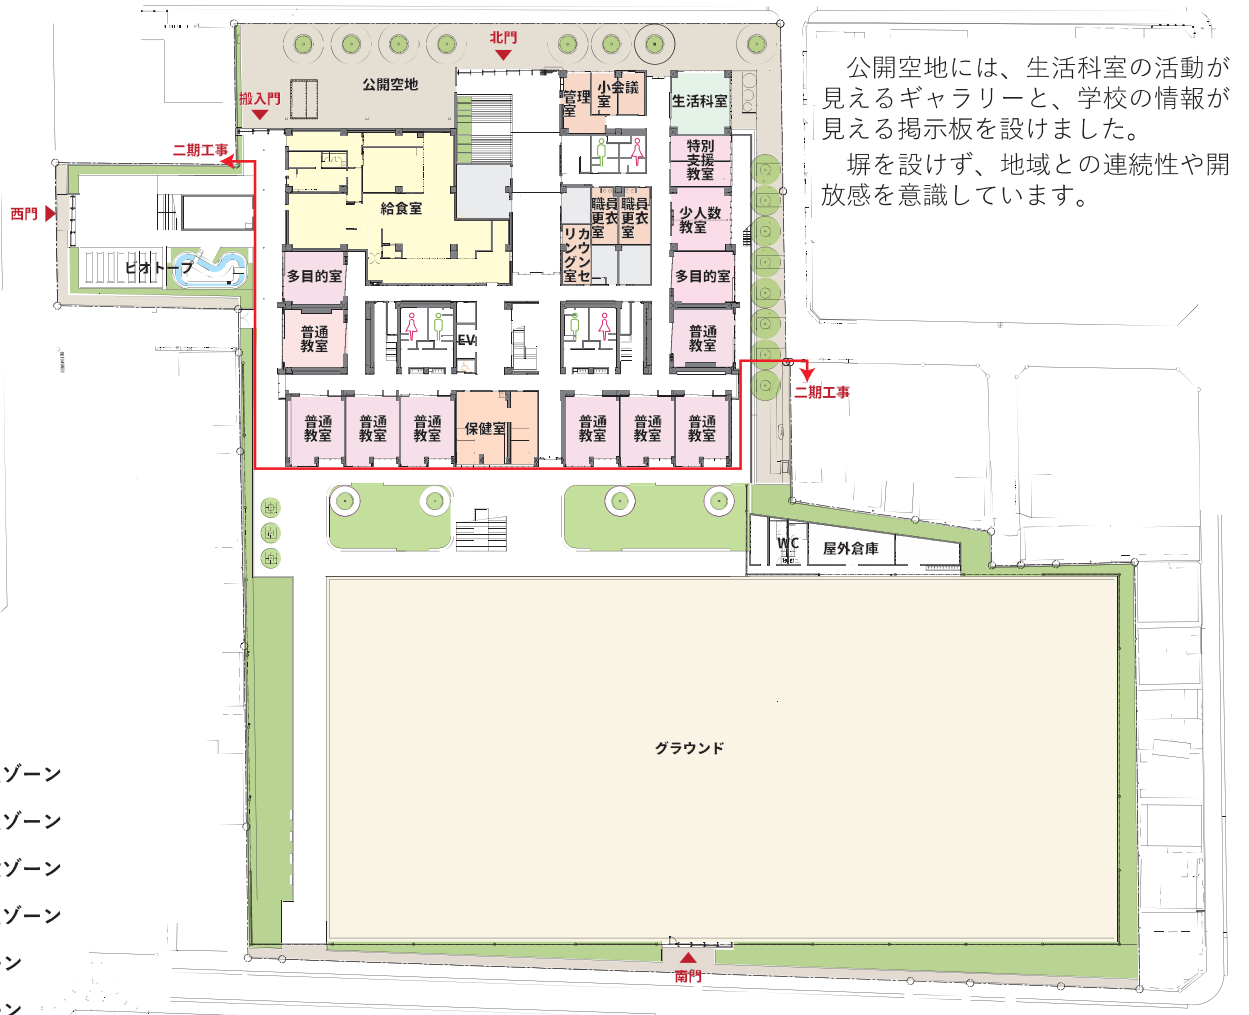 公開空地には、生活科室の活動が
見えるギャラリーと、学校の情報が
見える掲示板を設けました。
塀を設けず、地域との連続性や開
放感を意識しています。
北門
公開空地
搬入門
二期工事
西門
ビオトープ
管理
室
小会議
室
生活科室
特別
支援
教室
給食室
職員
更衣
室
職員
更衣
室
少人数
教室
カウンセ
リング室
多目的室
多目的室
普通
教室
EV
普通
教室
二期工事
普通
教室
普通
教室
普通
教室
保健室
普通
教室
普通
教室
普通
教室
WC
屋外倉庫
グラウンド
南門
ゾーン
ゾーン
ゾーン
ゾーン
ーン
ーン